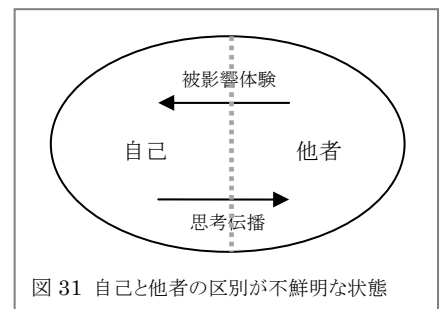 被影響体験
自己
他者
思考伝播
図 31 自己と他者の区別が不鮮明な状態